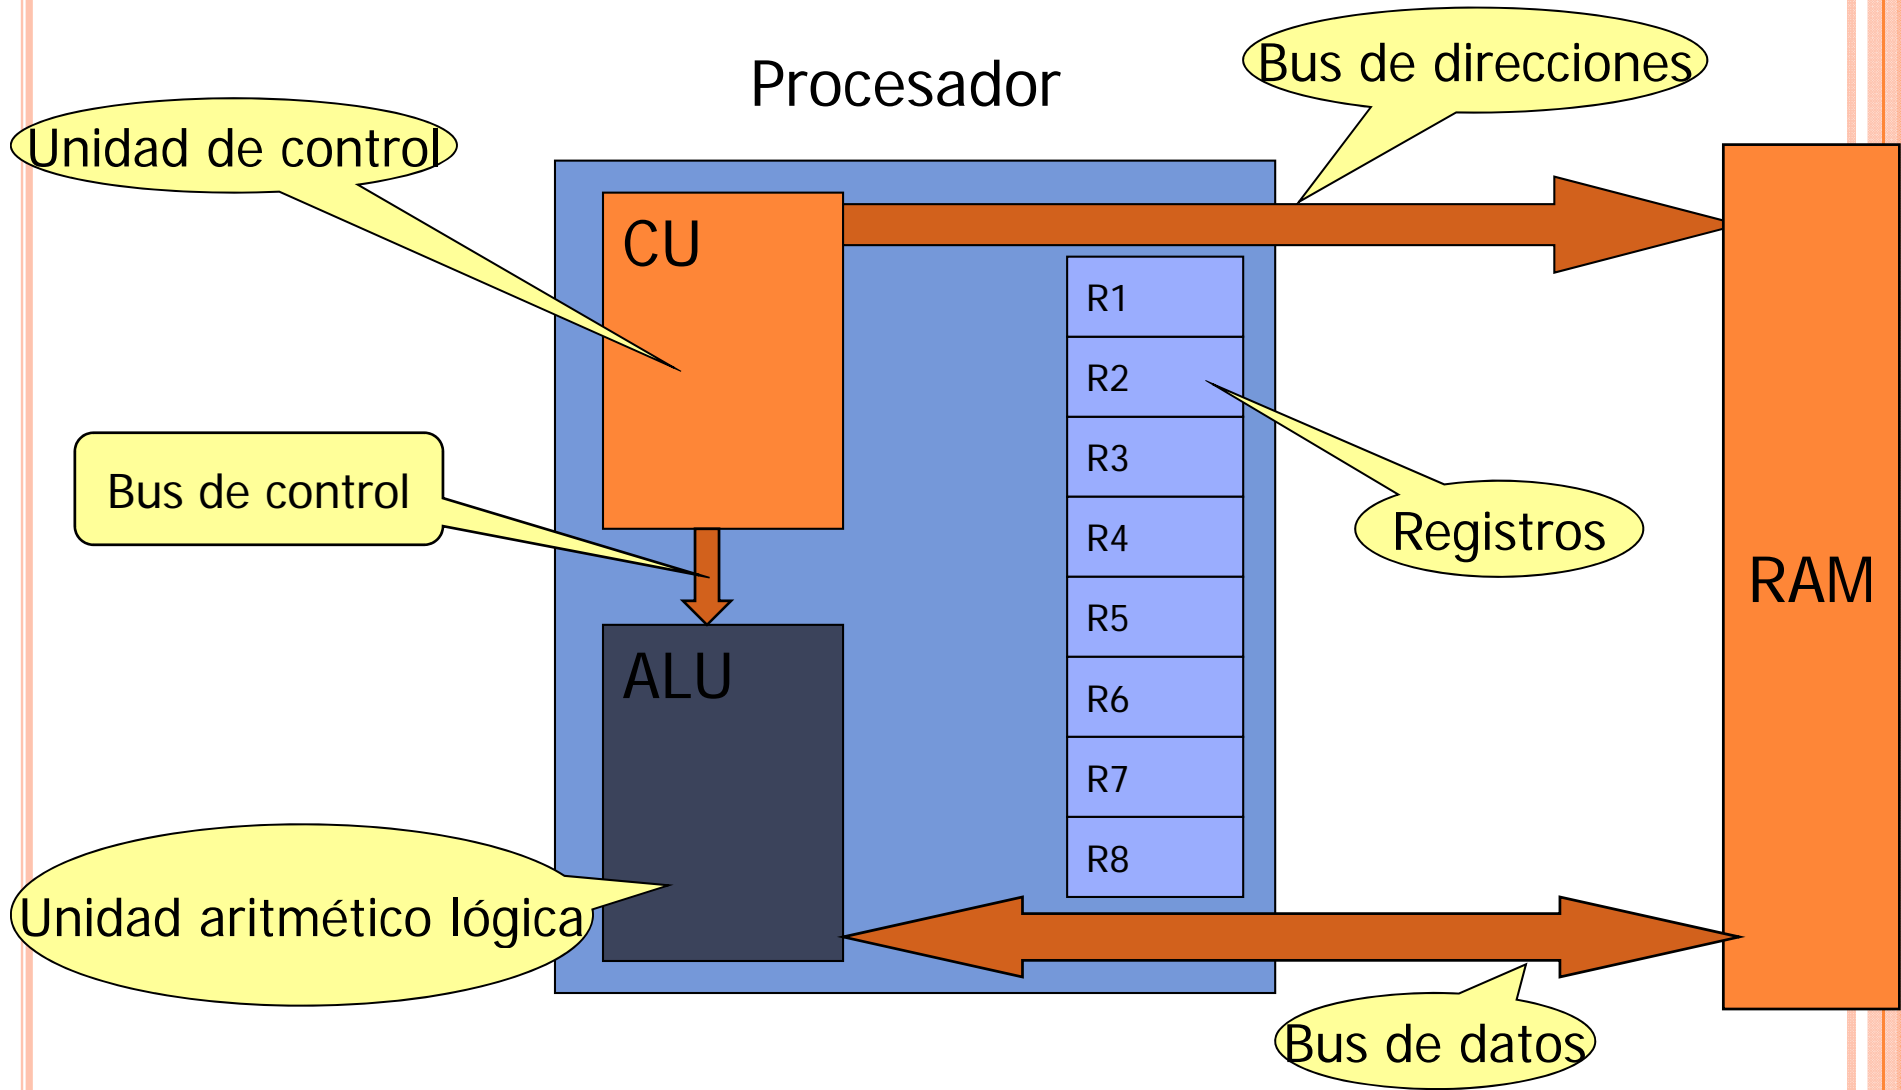 Bus de direcciones
Procesador
Unidad de control
CU
R1
R2
R3
Bus de control
R4
Registros
RAM
R5
ALU
R6
R7
R8
Unidad aritmético lógica
Bus de datos